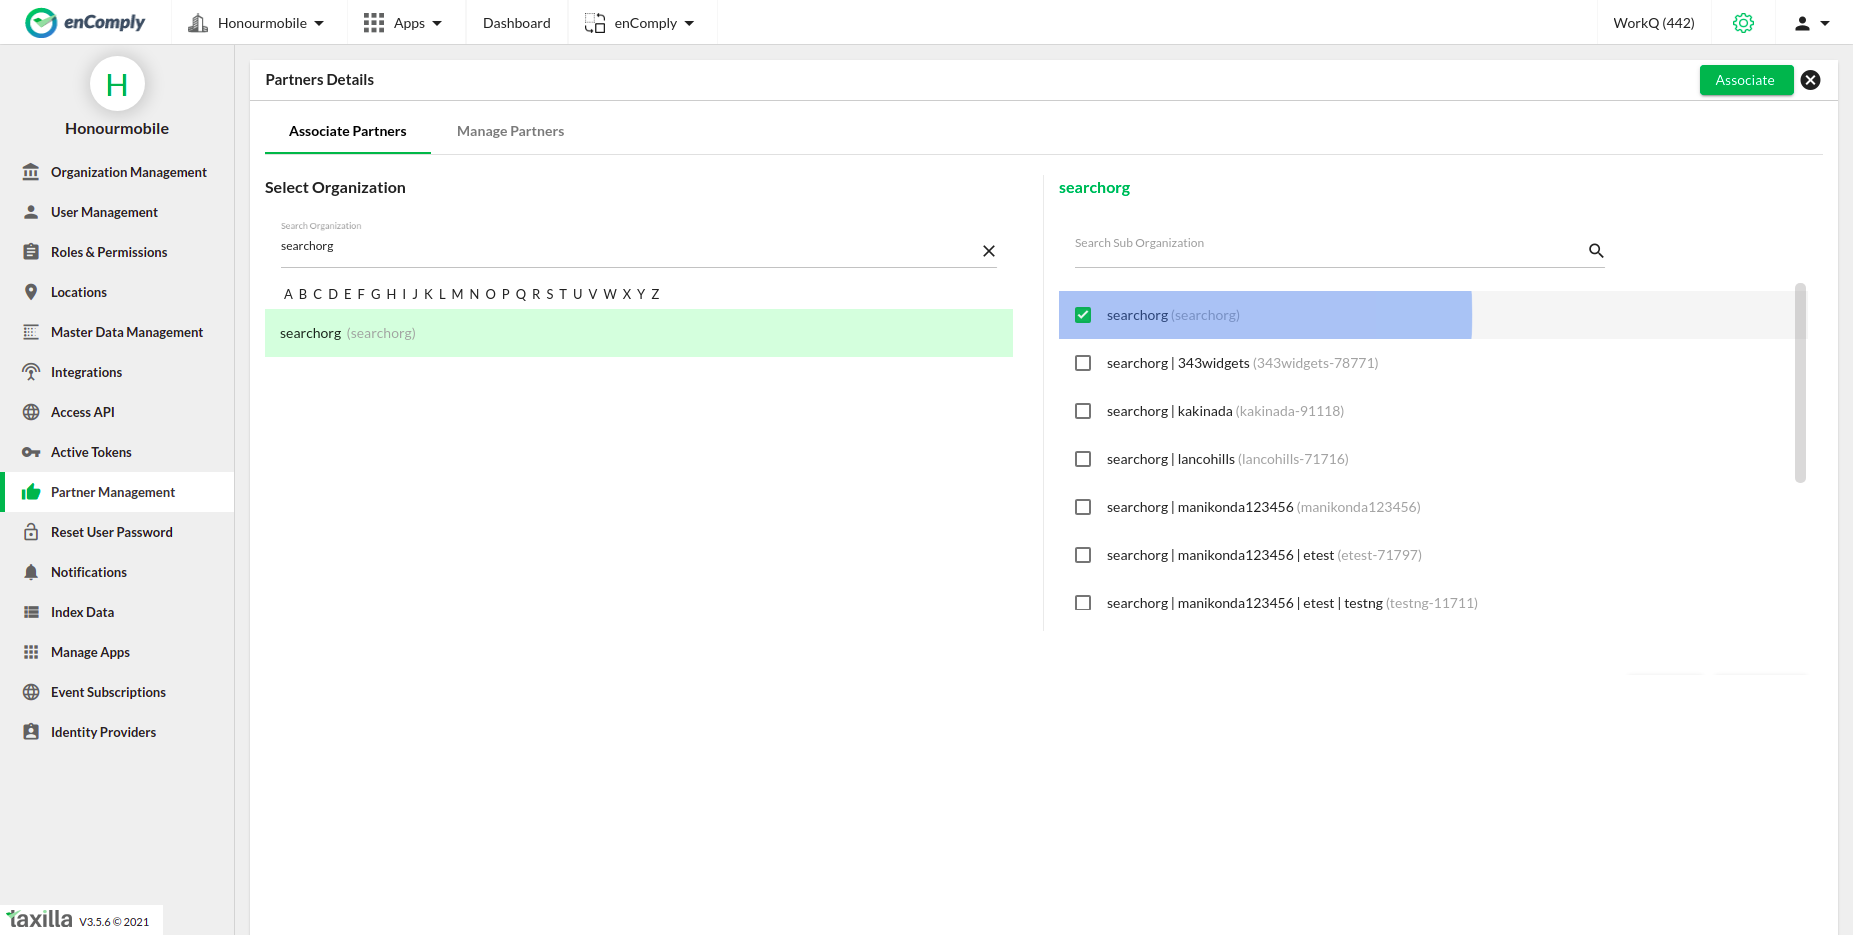 enComply
Honourmobile
Apps
Dashboard
enComply
WorkQ (442)
H
Honourmobile
Organization Management
User Management
Roles & Permissions
Locations
Master Data Management
Integrations
Access API
Active Tokens
Partner Management
Reset User Password
Notifications
Index Data
Manage Apps
Event Subscriptions
Identity Providers
taxilla V3.5.6 © 2021
Partners Details
Associate
Associate Partners
Manage Partners
Select Organization
Search Organization
searchorg
A B C D E F G H I J K L M N O P Q R S T U V W X Y Z
searchorg (searchorg)
searchorg
Search Sub Organization
searchorg (searchorg)
searchorg | 343widgets (343widgets-78771)
searchorg | kakinada (kakinada-91118)
searchorg | lancohills (lancohills-71716)
searchorg | manikonda123456 (manikonda123456)
searchorg | manikonda123456 | etest (etest-71797)
searchorg | manikonda123456 | etest | testng (testng-11711)